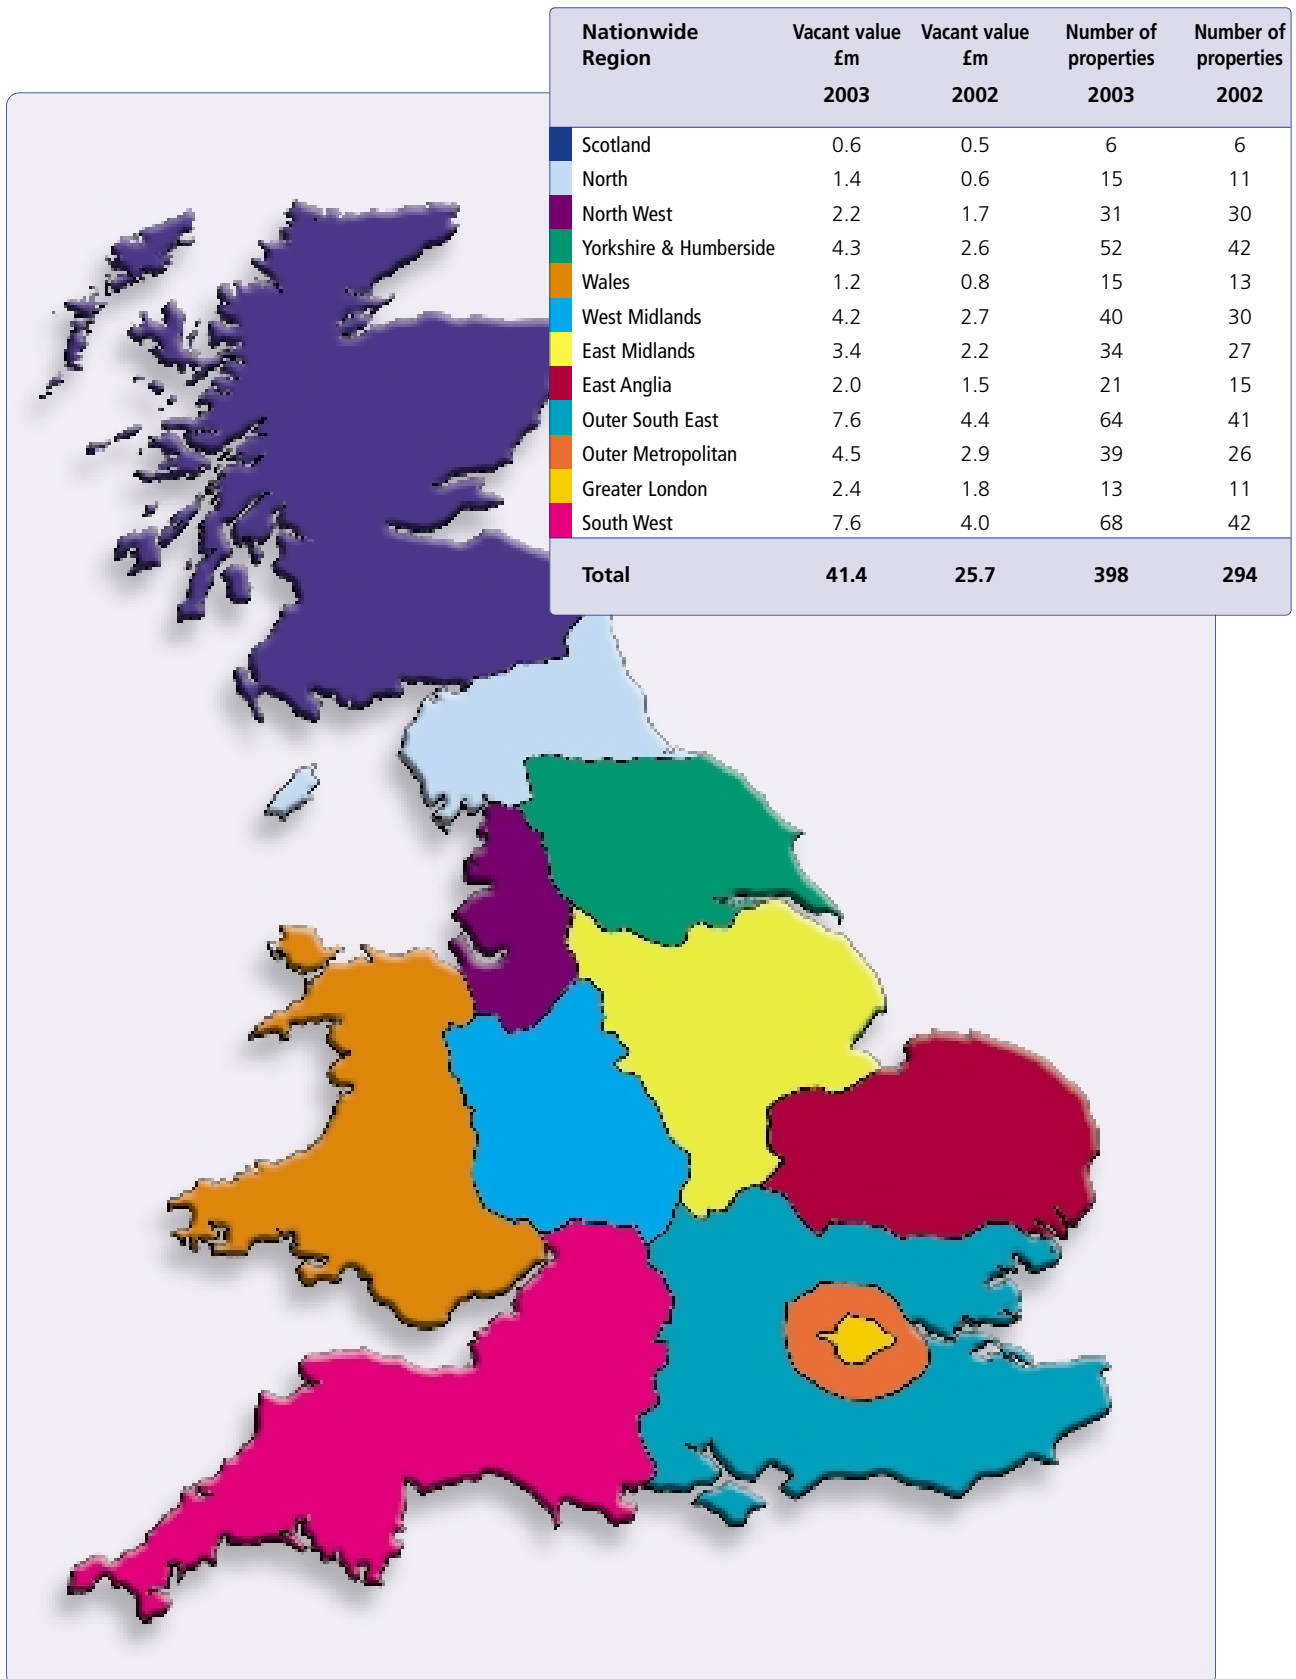 Nationwide Region Vacant value £m 2003 Vacant value £m 2002 Number of properties 2003 Number of properties 2002
Scotland 0.6 0.5 6 6
North 1.4 0.6 15 11
North West 2.2 1.7 31 30
Yorkshire & Humberside 4.3 2.6 52 42
Wales 1.2 0.8 15 13
West Midlands 4.2 2.7 40 30
East Midlands 3.4 2.2 34 27
East Anglia 2.0 1.5 21 15
Outer South East 7.6 4.4 64 41
Outer Metropolitan 4.5 2.9 39 26
Greater London 2.4 1.8 13 11
South West 7.6 4.0 68 42
Total 41.4 25.7 398 294